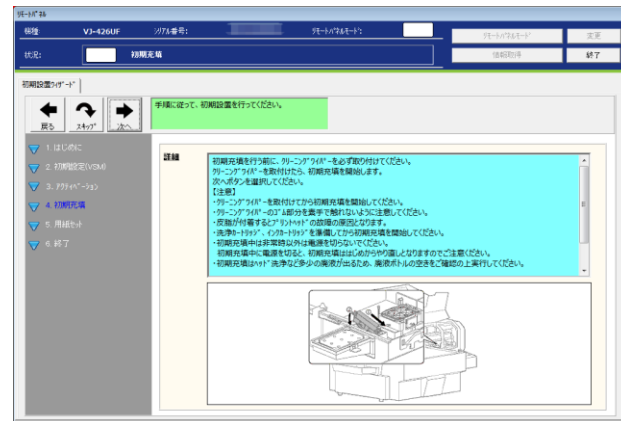 ﾘﾓｰﾄﾊﾟﾈﾙ
機種:
VJ-426UF
ｼﾘｱﾙ番号:
ﾘﾓｰﾄﾊﾟﾈﾙﾓｰﾄﾞ:
ﾘﾓｰﾄﾊﾟﾈﾙﾓｰﾄﾞ
変更
状況:
初期充填
情報取得
終了
初期設置ｳｨｻﾞｰﾄﾞ
戻る
ｽｷｯﾌﾟ
次へ
手順に従って、初期設置を行ってください。
1. はじめに
2. 初期設定(VSM)
3. ｱｸﾃｨﾍﾞｰｼｮﾝ
4. 初期充填
5. 用紙ｾｯﾄ
6. 終了
詳細
初期充填を行う前に、ｸﾘｰﾆﾝｸﾞﾜｲﾊﾟｰを必ず取り付けてください。
ｸﾘｰﾆﾝｸﾞﾜｲﾊﾟｰを取付けたら、初期充填を開始します。
次へボタンを選択してください。
【注意】
・ｸﾘｰﾆﾝｸﾞﾜｲﾊﾟｰを取付けてから初期充填を開始してください。
・ｸﾘｰﾆﾝｸﾞﾜｲﾊﾟｰのｺﾞﾑ部分を素手で触れないように注意してください。
・皮脂が付着するとﾌﾟﾘﾝﾄﾍｯﾄﾞの故障の原因となります。
・洗浄ｶｰﾄﾘｯｼﾞ、ｲﾝｸｶｰﾄﾘｯｼﾞを準備してから初期充填を開始してください。
・初期充填中は非常時以外は電源を切らないでください。
初期充填中に電源を切ると、初期充填ははじめからやり直しとなりますのでご注意ください。
・初期充填はﾍｯﾄﾞ洗浄など多少の廃液が出るため、廃液ボトルの空きをご確認の上実行してください。